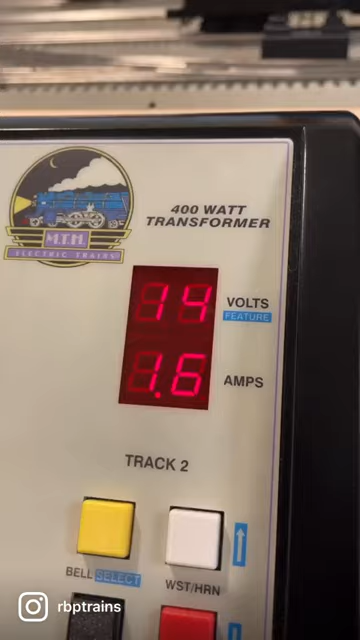 400 WATT
TRANSFORMER
M.T.H.
ELECTRIC TRAINS
14
VOLTS
FEATURE
1.6
AMPS
TRACK 2
BELL SELECT
WST/HRN
rbptrains